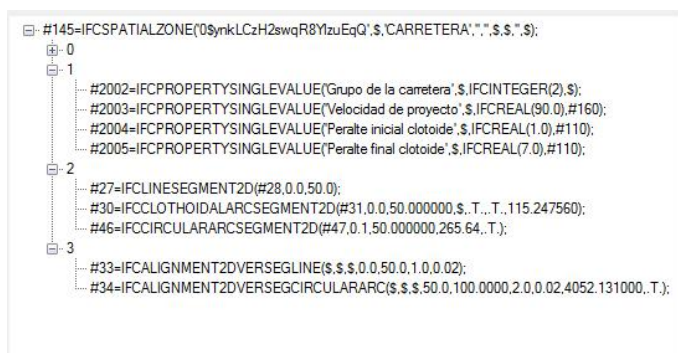 #145=IFCSPATIALZONE('0$ynkLCzH2swqR8YlzuEqQ',$,'CARRETERA','','',$,$,'',$);
0
1
#2002=IFCPROPERTYSINGLEVALUE('Grupo de la carretera',$,IFCINTEGER(2),$);
#2003=IFCPROPERTYSINGLEVALUE('Velocidad de proyecto',$,IFCREAL(90.0),#160);
#2004=IFCPROPERTYSINGLEVALUE('Peralte inicial clotoide',$,IFCREAL(1.0),#110);
#2005=IFCPROPERTYSINGLEVALUE('Peralte final clotoide',$,IFCREAL(7.0),#110);
2
#27=IFCLINESEGMENT2D(#28,0.0,50.0);
#30=IFCCLOTHOIDALARCSEGMENT2D(#31,0.0,50.000000,$,.T.,.T.,115.247560);
#46=IFCCIRCULARARCSEGMENT2D(#47,0.1,50.000000,265.64,.T.);
3
#33=IFCALIGNMENT2DVERSEGLINE($,$,$,0.0,50.0,1.0,0.02);
#34=IFCALIGNMENT2DVERSEGCIRCULARARC($,$,$,50.0,100.0000,2.0,0.02,4052.131000,.T.);